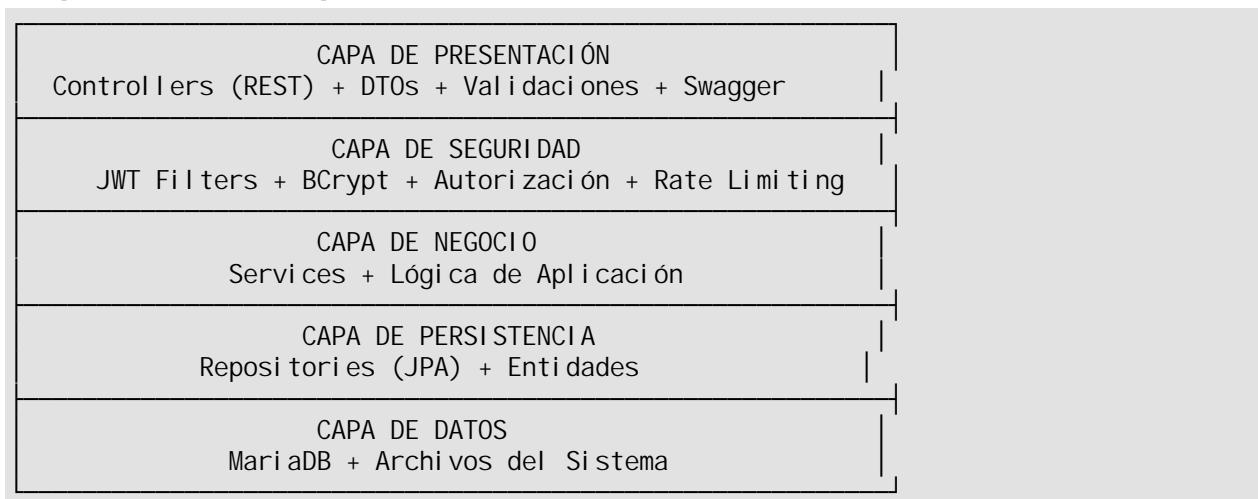 CAPA DE PRESENTACIÓN
Controllers (REST) + DTOs + Validaciones + Swagger
CAPA DE SEGURIDAD
JWT Filters + BCrypt + Autorización + Rate Limiting
CAPA DE NEGOCIO
Services + Lógica de Aplicación
CAPA DE PERSISTENCIA
Repositories (JPA) + Entidades
CAPA DE DATOS
MariaDB + Archivos del Sistema